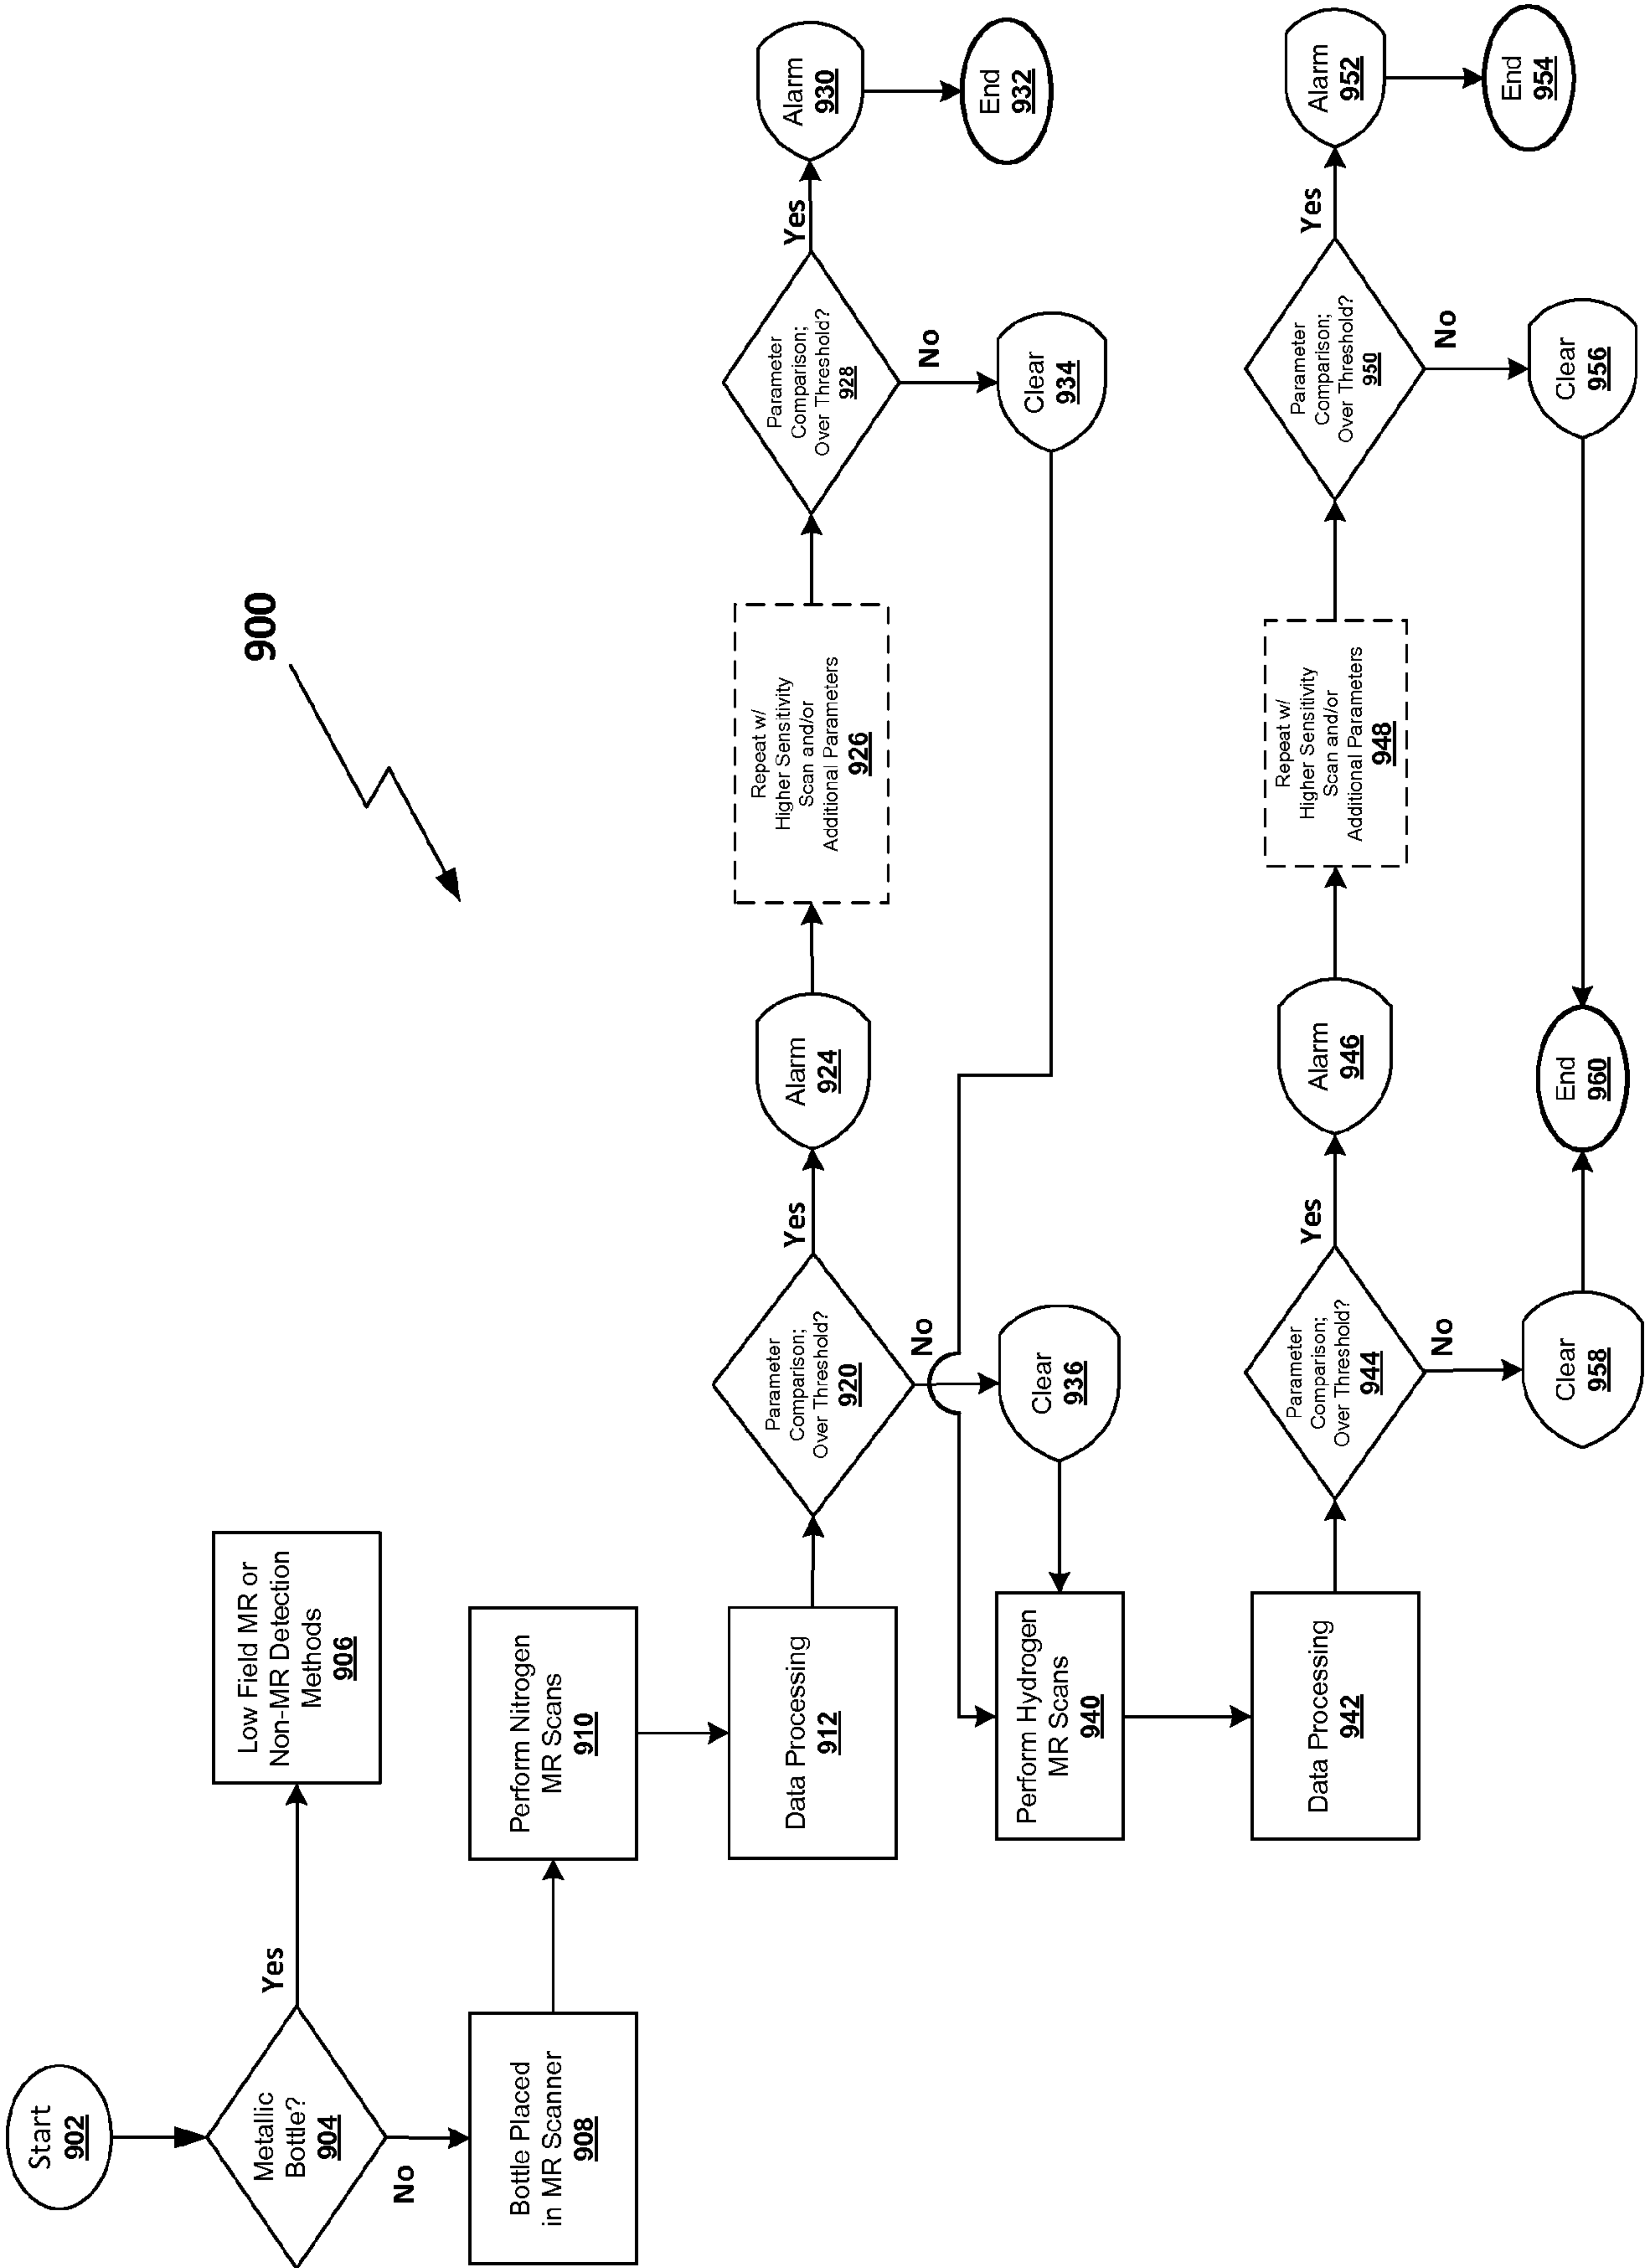 900
Start
902
Metallic
Bottle?
904
Yes
Low Field MR or
Non-MR Detection
Methods
906
No
Bottle Placed
in MR Scanner
908
Perform Nitrogen
MR Scans
910
Data Processing
912
Parameter
Comparison;
Over Threshold?
920
Yes
Alarm
924
Repeat w/
Higher Sensitivity
Scan and/or
Additional Parameters
926
Parameter
Comparison;
Over Threshold?
928
Yes
Alarm
930
End
932
No
Clear
934
No
Clear
936
Perform Hydrogen
MR Scans
940
Data Processing
942
Parameter
Comparison;
Over Threshold?
944
Yes
Alarm
946
Repeat w/
Higher Sensitivity
Scan and/or
Additional Parameters
948
Parameter
Comparison;
Over Threshold?
950
Yes
Alarm
952
End
954
No
Clear
956
No
Clear
958
End
960